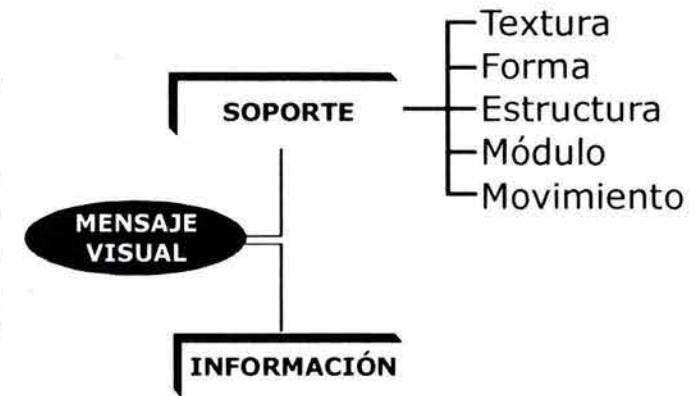 Textura
Forma
SOPORTE
Estructura
Módulo
Movimiento
MENSAJE
VISUAL
INFORMACIÓN